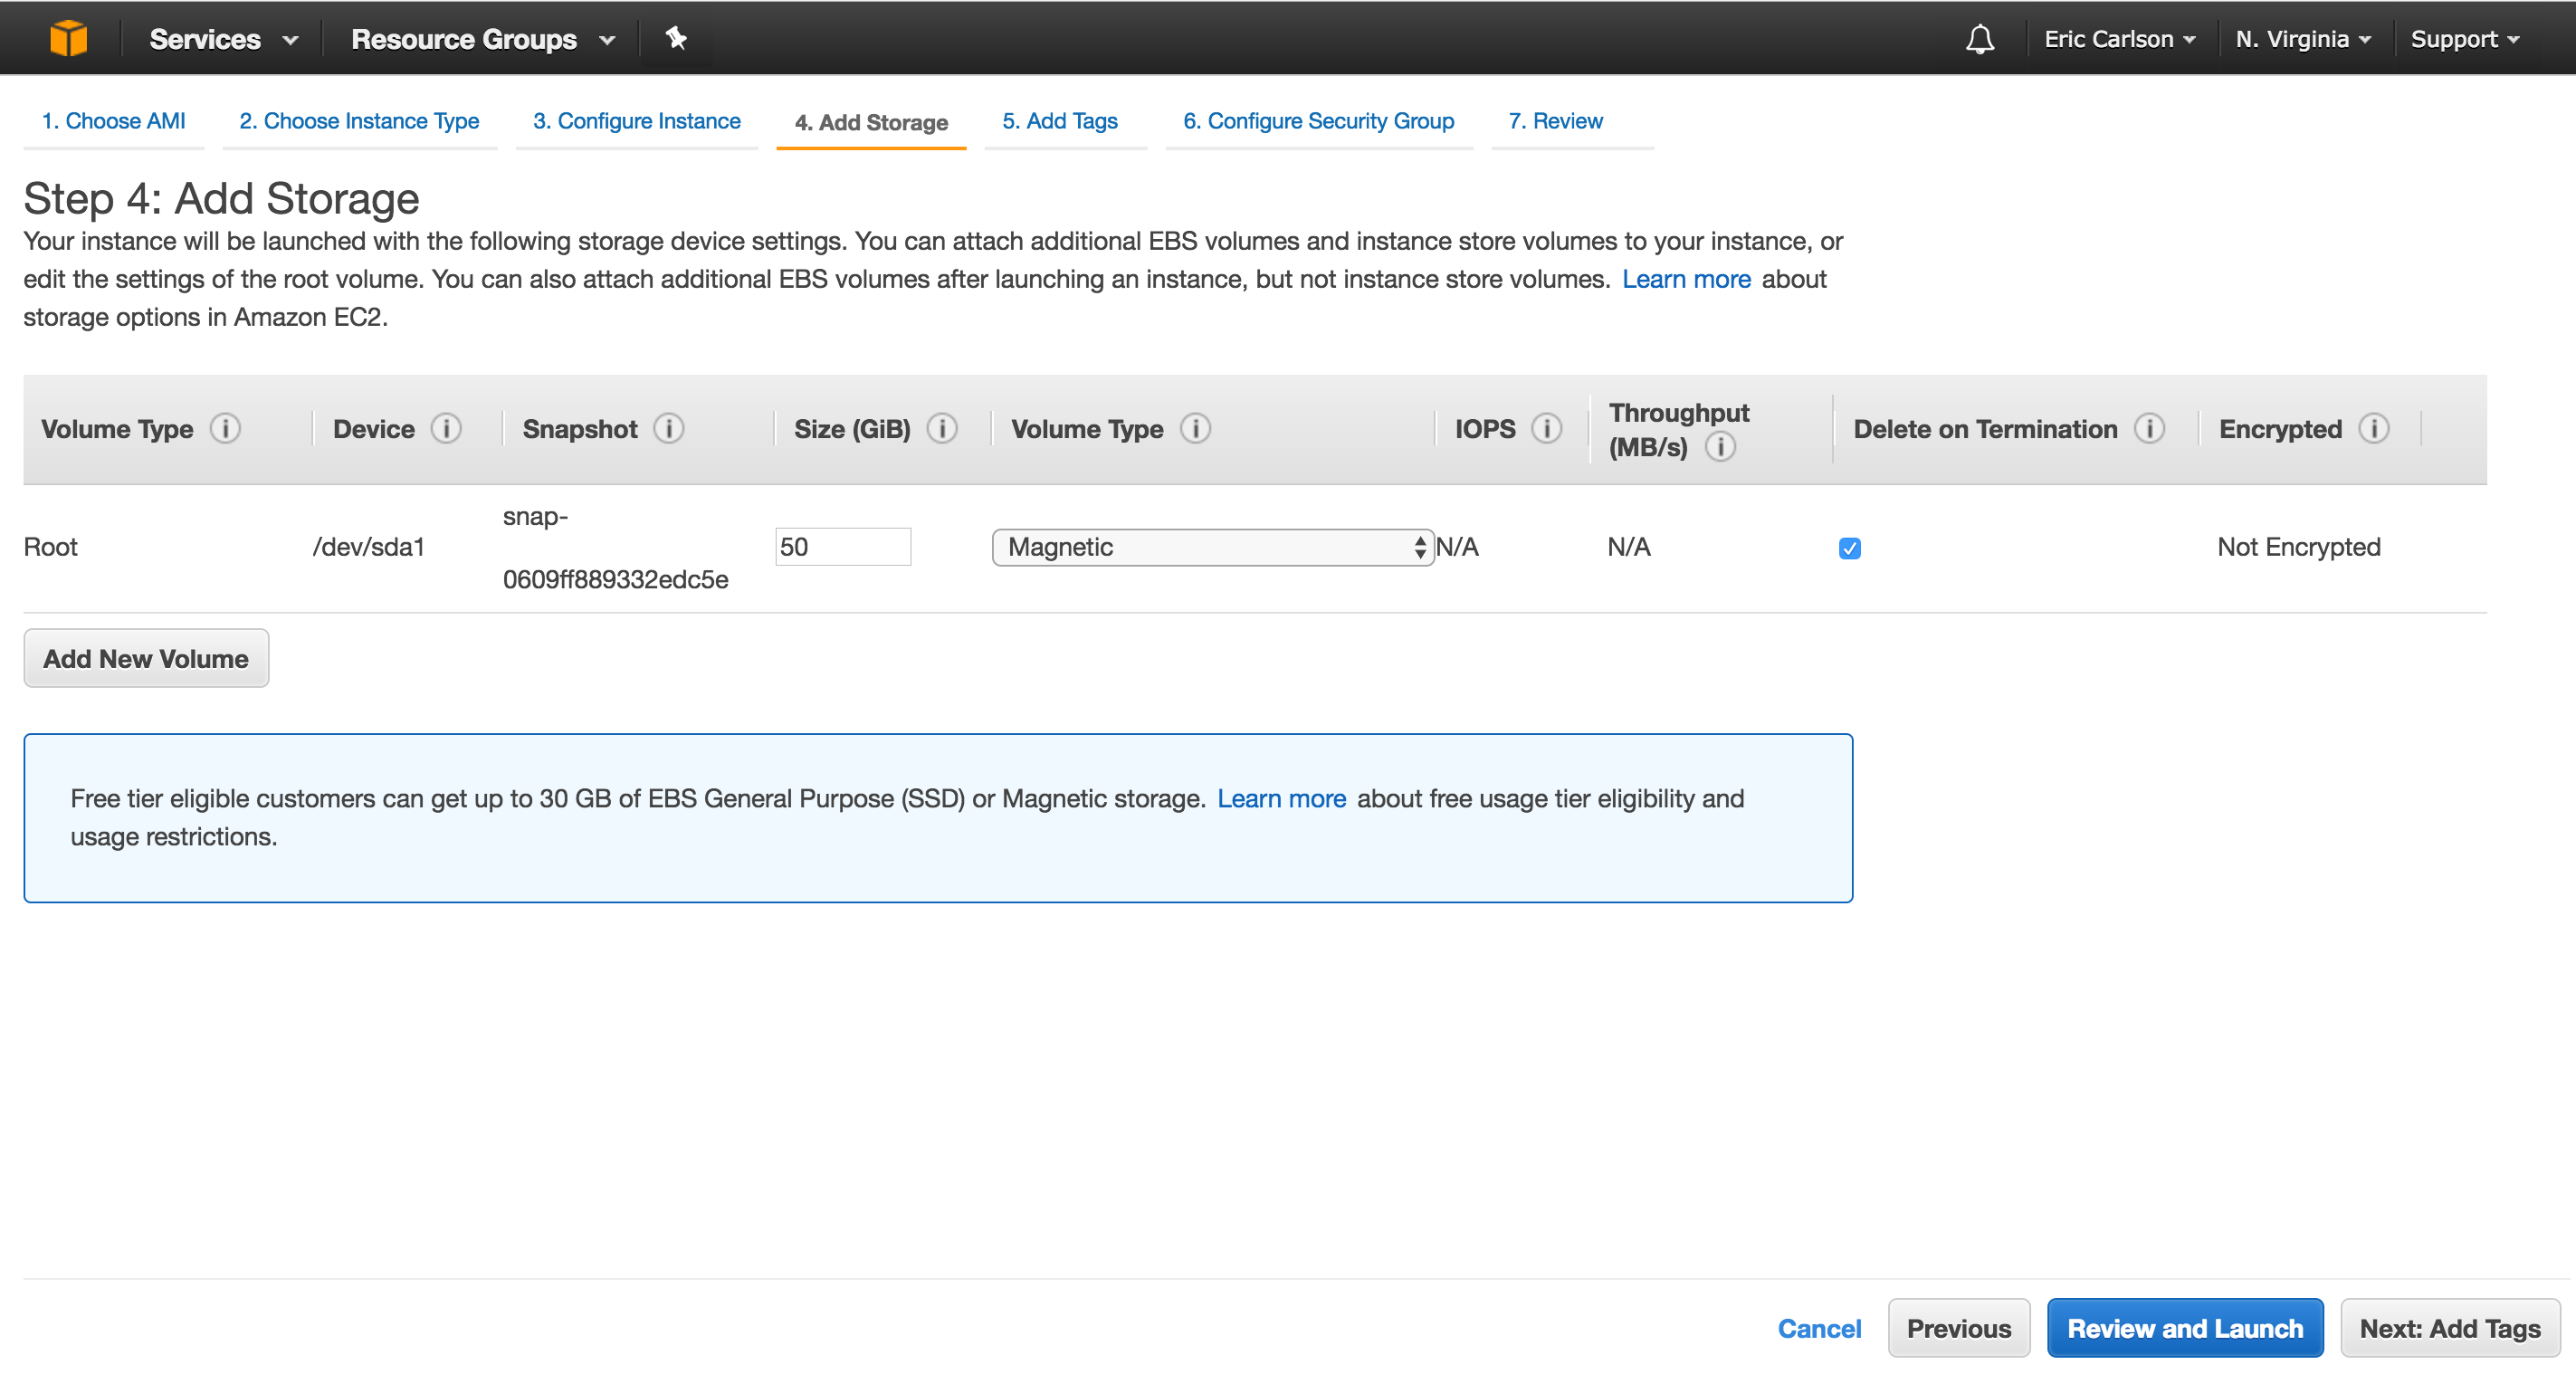 Services Resource Groups Eric Carlson N. Virginia Support
1. Choose AMI 2. Choose Instance Type 3. Configure Instance 4. Add Storage 5. Add Tags 6. Configure Security Group 7. Review
Step 4: Add Storage
Your instance will be launched with the following storage device settings. You can attach additional EBS volumes and instance store volumes to your instance, or
edit the settings of the root volume. You can also attach additional EBS volumes after launching an instance, but not instance store volumes. Learn more about
storage options in Amazon EC2.
Volume Type i Device i Snapshot i Size (GiB) i Volume Type i IOPS i Throughput (MB/s) i Delete on Termination i Encrypted i
Root /dev/sda1 snap-
0609ff889332edc5e 50 Magnetic N/A N/A Not Encrypted
Add New Volume
Free tier eligible customers can get up to 30 GB of EBS General Purpose (SSD) or Magnetic storage. Learn more about free usage tier eligibility and
usage restrictions.
Cancel Previous Review and Launch Next: Add Tags